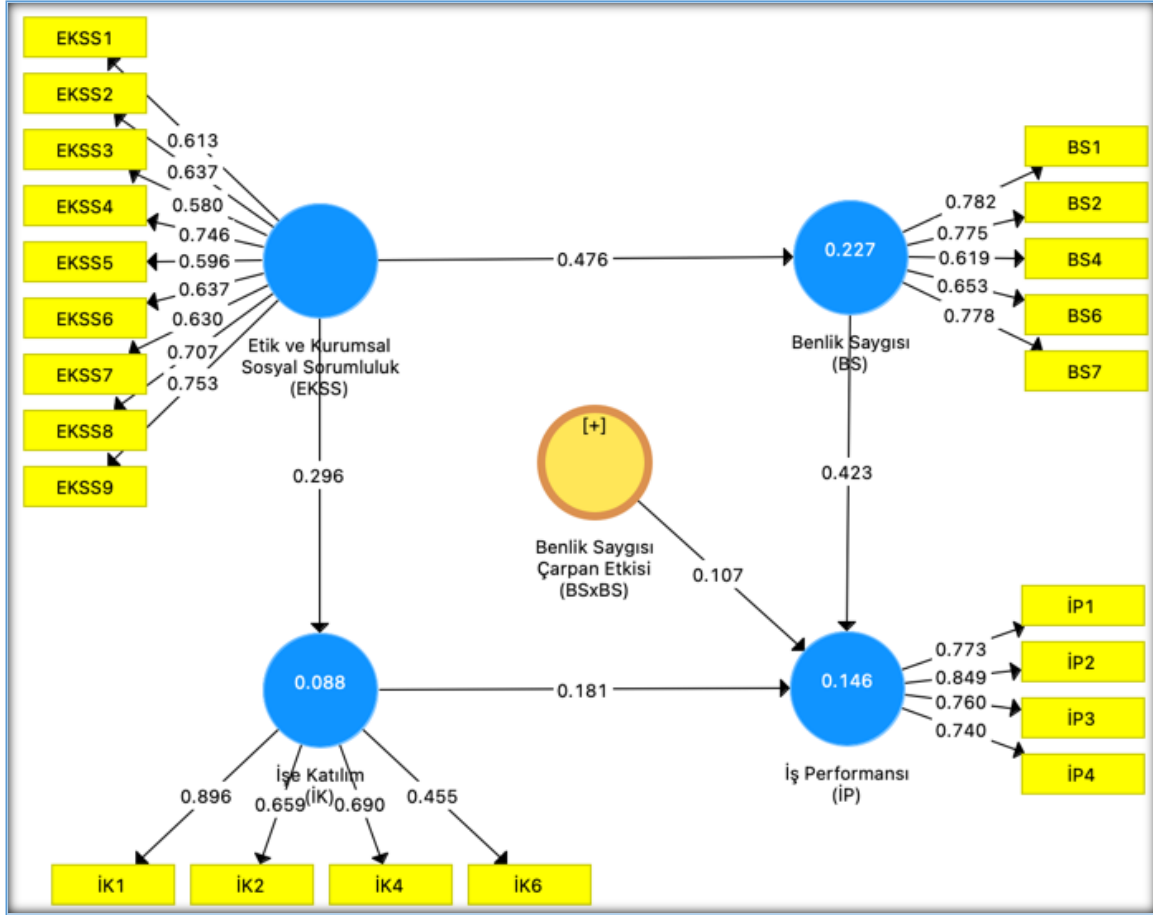 EKSS1
EKSS2
EKSS3
EKSS4
EKSS5
EKSS6
EKSS7
EKSS8
EKSS9
0.613
0.637
0.580
0.746
0.596
0.637
0.630
0.707
0.753
Etik ve Kurumsal
Sosyal Sorumluluk
(EKSS)
0.476
0.227
Benlik Saygısı
(BS)
0.782
0.775
0.619
0.653
0.778
BS1
BS2
BS4
BS6
BS7
0.296
[+]
Benlik Saygısı
Çarpan Etkisi
(BSxBS)
0.107
0.423
0.088
İşe Katılım
(İK)
0.181
0.146
İş Performansı
(İP)
0.773
0.849
0.760
0.740
İP1
İP2
İP3
İP4
0.896
0.659
0.690
0.455
İK1
İK2
İK4
İK6